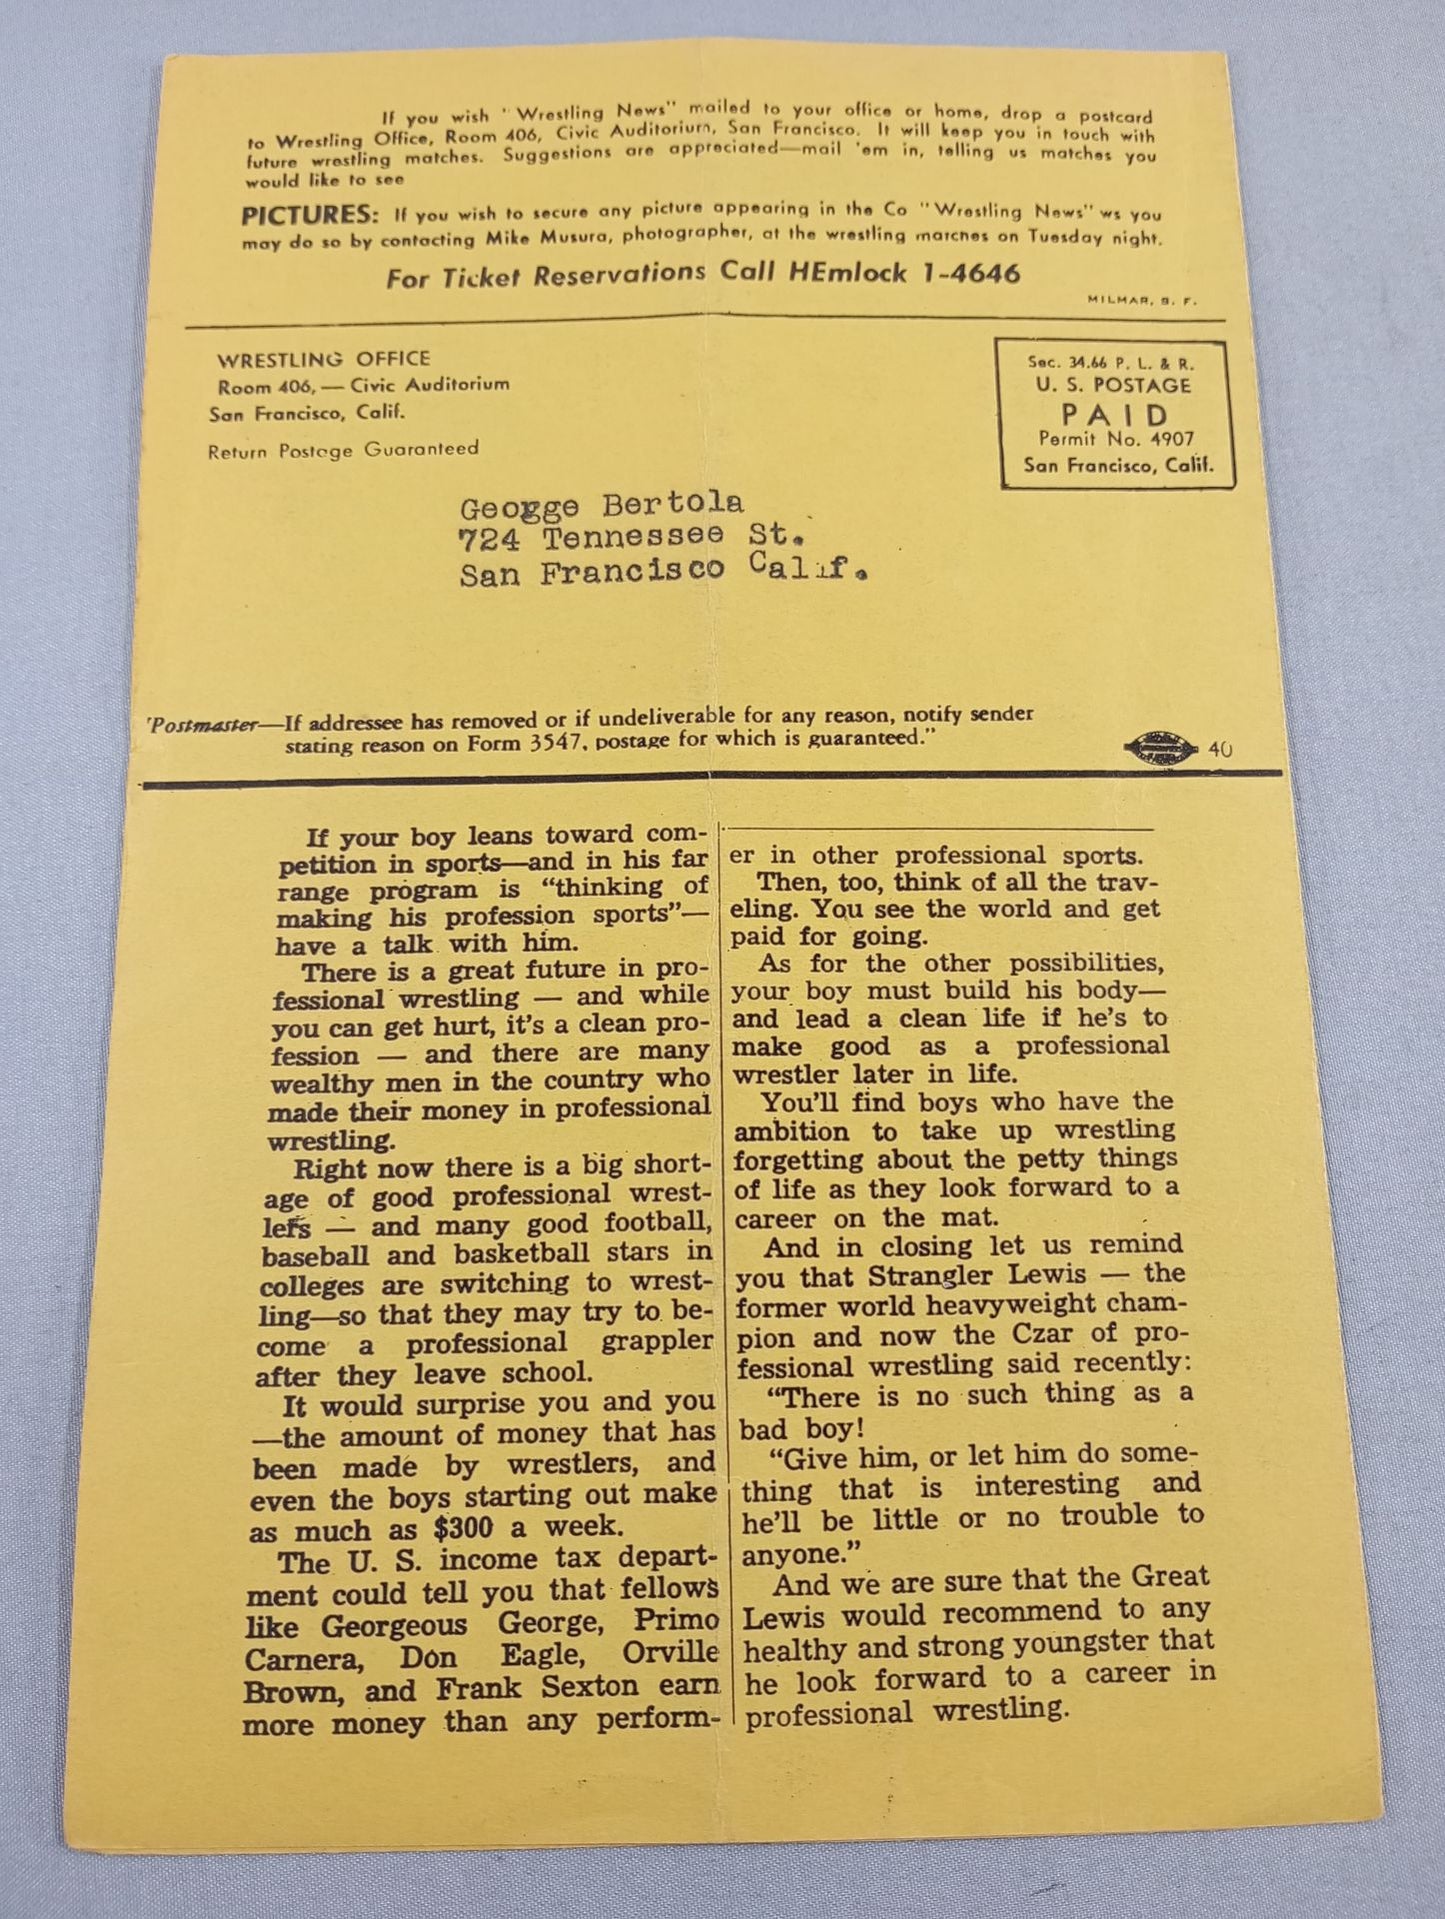 If you wish "Wrestling News" mailed to your office or home, drop a postcard
to Wrestling Office, Room 406, Civic Auditorium, San Francisco. It will keep you in touch with
future wrestling matches. Suggestions are appreciated—mail 'em in, telling us matches you
would like to see
PICTURES: If you wish to secure any picture appearing in the Co "Wrestling News" ws you
may do so by contacting Mike Musura, photographer, at the wrestling matches on Tuesday night.
For Ticket Reservations Call HEmlock 1-4646
MILMAR, S. F.
WRESTLING OFFICE
Room 406, — Civic Auditorium
San Francisco, Calif.
Return Postage Guaranteed
Sec. 34.66 P. L. & R.
U. S. POSTAGE
PAID
Permit No. 4907
San Francisco, Calif.
Geogge Bertola
724 Tennessee St.
San Francisco Calif.
"Postmaster—If addressee has removed or if undeliverable for any reason, notify sender
stating reason on Form 3547, postage for which is guaranteed."
40
If your boy leans toward com-
petition in sports—and in his far
range program is "thinking of
making his profession sports"—
have a talk with him.
There is a great future in pro-
fessional wrestling — and while
you can get hurt, it's a clean pro-
fession — and there are many
wealthy men in the country who
made their money in professional
wrestling.
Right now there is a big short-
age of good professional wrest-
lers — and many good football,
baseball and basketball stars in
colleges are switching to wrest-
ling—so that they may try to be-
come a professional grappler
after they leave school.
It would surprise you and you
—the amount of money that has
been made by wrestlers, and
even the boys starting out make
as much as $300 a week.
The U. S. income tax depart-
ment could tell you that fellows
like Georgeous George, Primo
Carnera, Don Eagle, Orville
Brown, and Frank Sexton earn
more money than any perform-
er in other professional sports.
Then, too, think of all the trav-
eling. You see the world and get
paid for going.
As for the other possibilities,
your boy must build his body—
and lead a clean life if he's to
make good as a professional
wrestler later in life.
You'll find boys who have the
ambition to take up wrestling
forgetting about the petty things
of life as they look forward to a
career on the mat.
And in closing let us remind
you that Strangler Lewis — the
former world heavyweight cham-
pion and now the Czar of pro-
fessional wrestling said recently:
"There is no such thing as a
bad boy!
"Give him, or let him do some-
thing that is interesting and
he'll be little or no trouble to
anyone."
And we are sure that the Great
Lewis would recommend to any
healthy and strong youngster that
he look forward to a career in
professional wrestling.